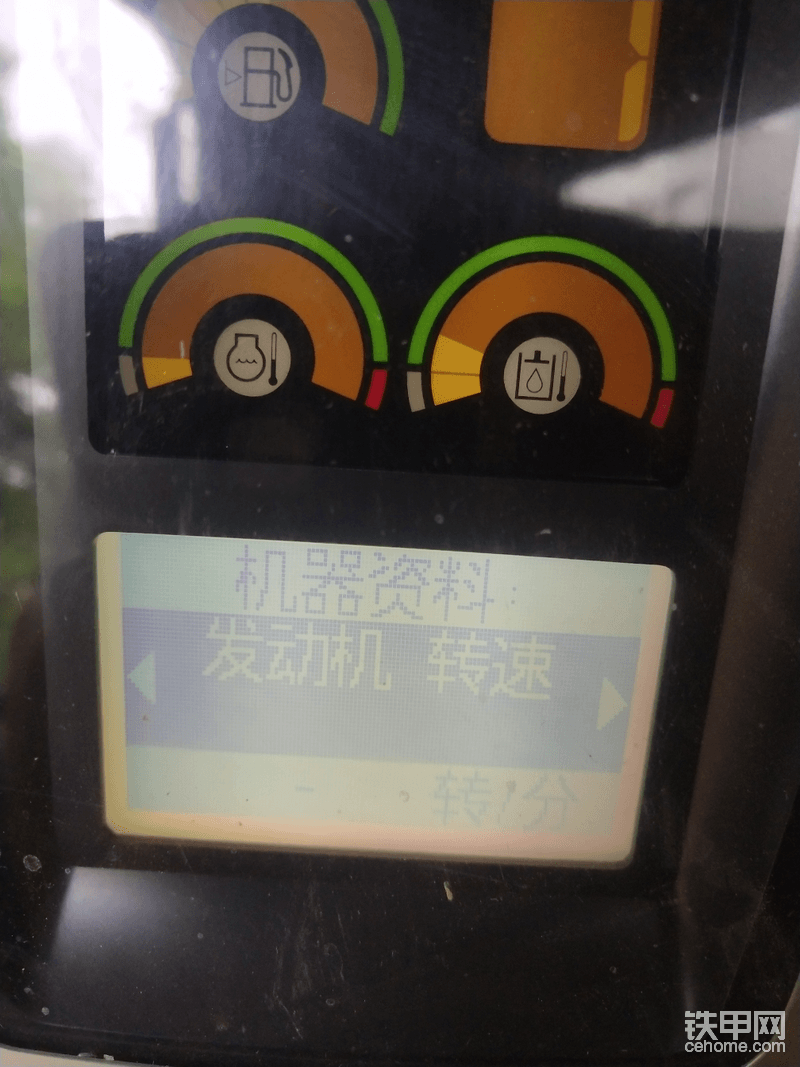 机器资料:
发动机 转速
- 转/分
铁甲网
cehome.com